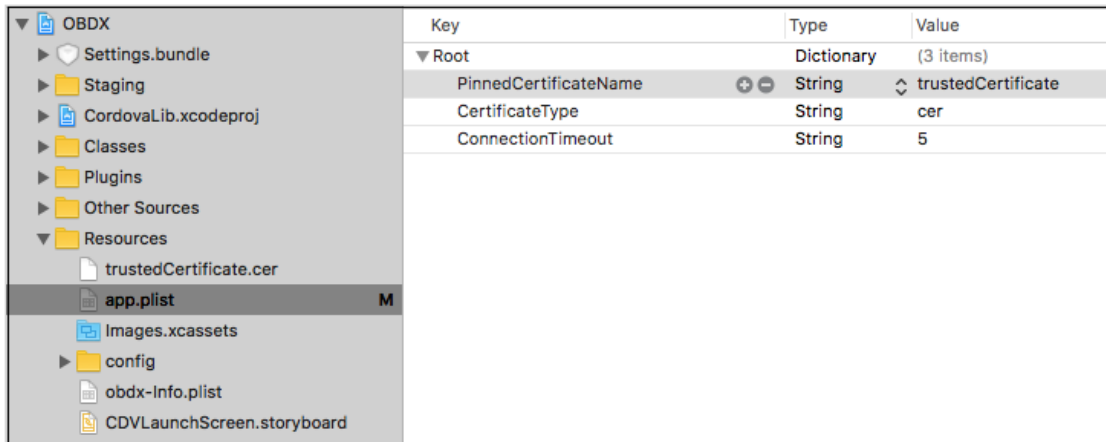 OBDX
Settings.bundle
Staging
CordovaLib.xcodeproj
Classes
Plugins
Other Sources
Resources
trustedCertificate.cer
app.plist M
Images.xcassets
config
obdx-Info.plist
CDVLaunchScreen.storyboard
Key Type Value
Root Dictionary (3 items)
PinnedCertificateName String trustedCertificate
CertificateType String cer
ConnectionTimeout String 5